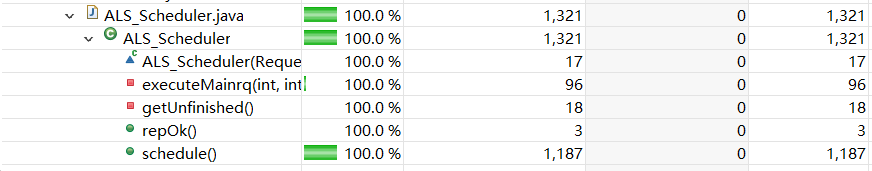 ALS_Scheduler.java 100.0 % 1,321 0 1,321
ALS_Scheduler 100.0 % 1,321 0 1,321
ALS_Scheduler(Reque 100.0 % 17 0 17
executeMainrq(int, int 100.0 % 96 0 96
getUnfinished() 100.0 % 18 0 18
repOk() 100.0 % 3 0 3
schedule() 100.0 % 1,187 0 1,187